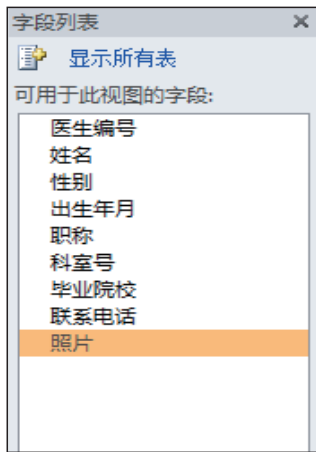 字段列表
显示所有表
可用于此视图的字段:
医生编号
姓名
性别
出生年月
职称
科室号
毕业院校
联系电话
照片